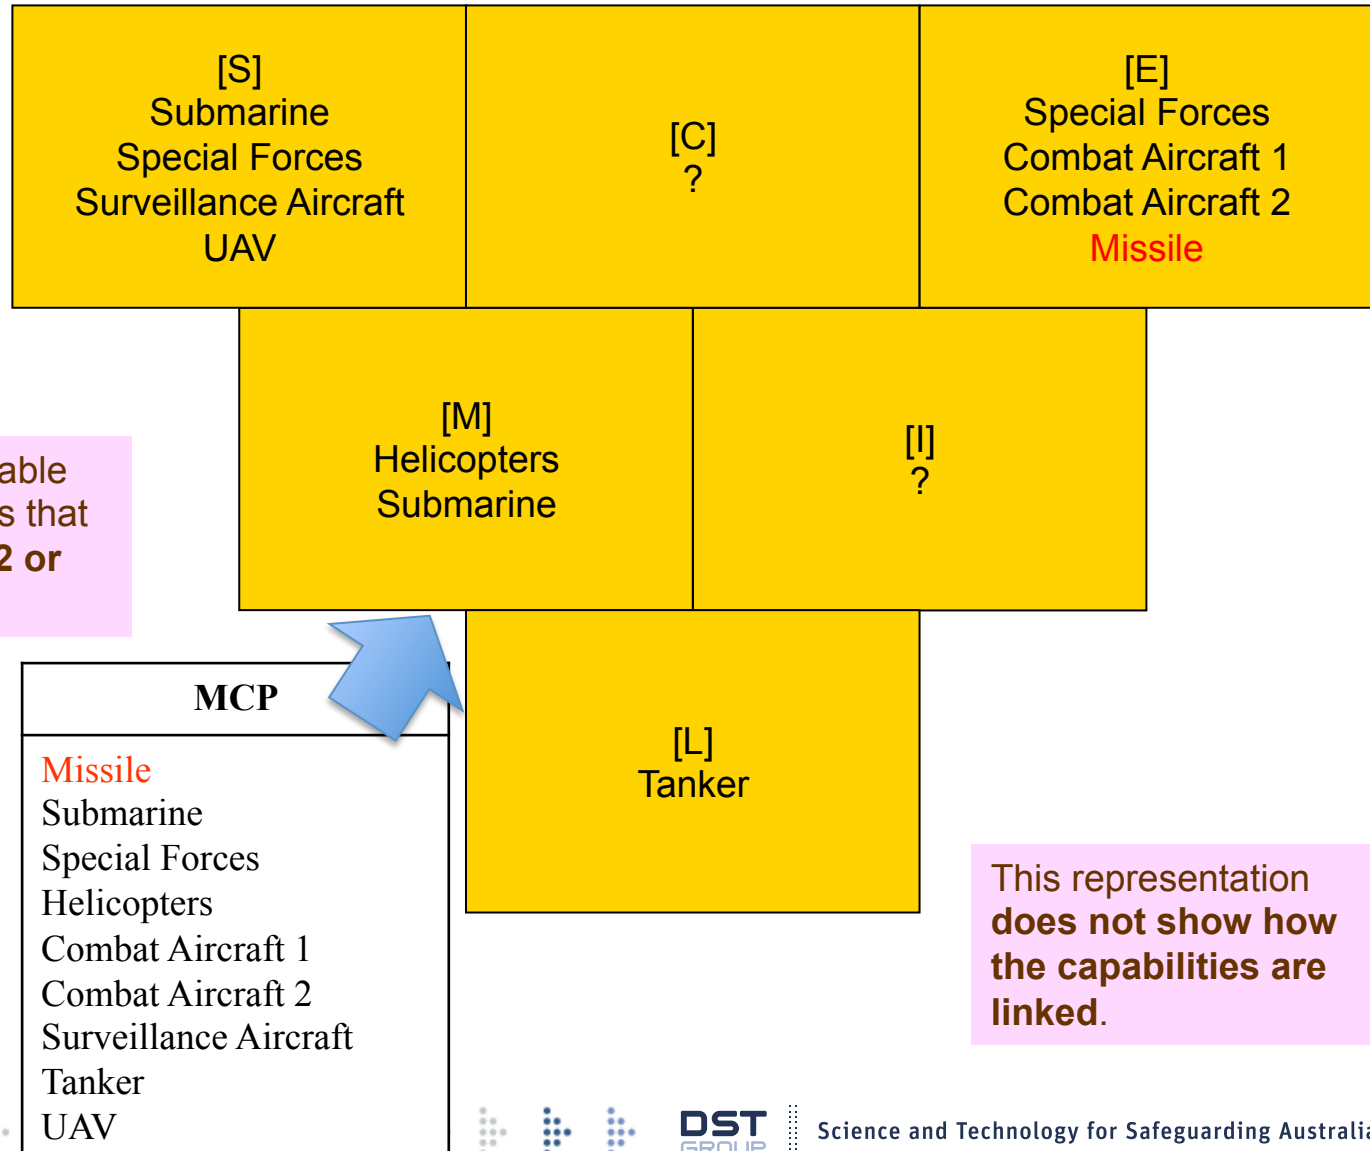 [S]
Submarine
Special Forces
Surveillance Aircraft
UAV
[C]
?
[E]
Special Forces
Combat Aircraft 1
Combat Aircraft 2
Missile
[M]
Helicopters
Submarine
[I]
?
able
s that
2 or
[L]
Tanker
MCP
Missile
Submarine
Special Forces
Helicopters
Combat Aircraft 1
Combat Aircraft 2
Surveillance Aircraft
Tanker
UAV
This representation
does not show how
the capabilities are
linked.
DST
GROUP
Science and Technology for Safeguarding Australia